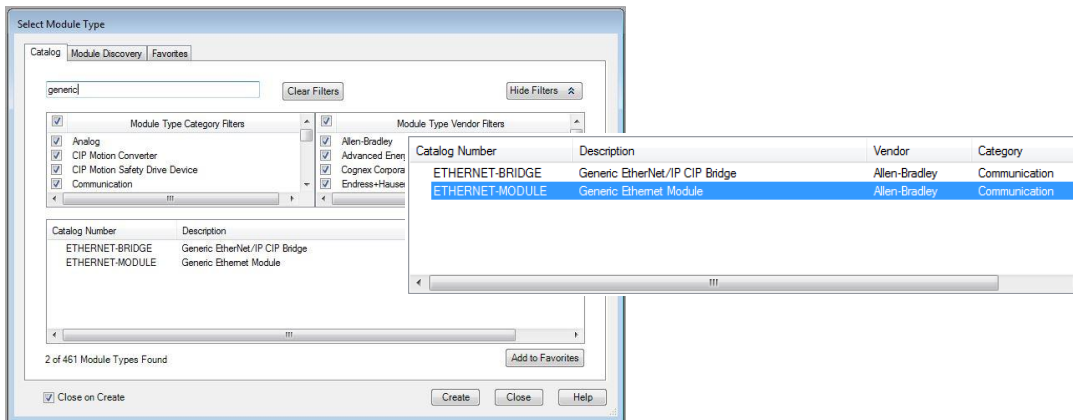 Select Module Type
Catalog Module Discovery Favorites
generic
Clear Filters
Hide Filters
Module Type Category Filters
Analog
CIP Motion Converter
CIP Motion Safety Drive Device
Communication
Module Type Vendor Filters
Allen-Bradley
Advanced Energ
Cognex Corpora
Endress+Hauser
Catalog Number Description
ETHERNET-BRIDGE Generic EtherNet/IP CIP Bridge
ETHERNET-MODULE Generic Ethernet Module
Catalog Number Description Vendor Category
ETHERNET-BRIDGE Generic EtherNet/IP CIP Bridge Allen-Bradley Communication
ETHERNET-MODULE Generic Ethernet Module Allen-Bradley Communication
2 of 461 Module Types Found
Add to Favorites
Close on Create
Create Close Help